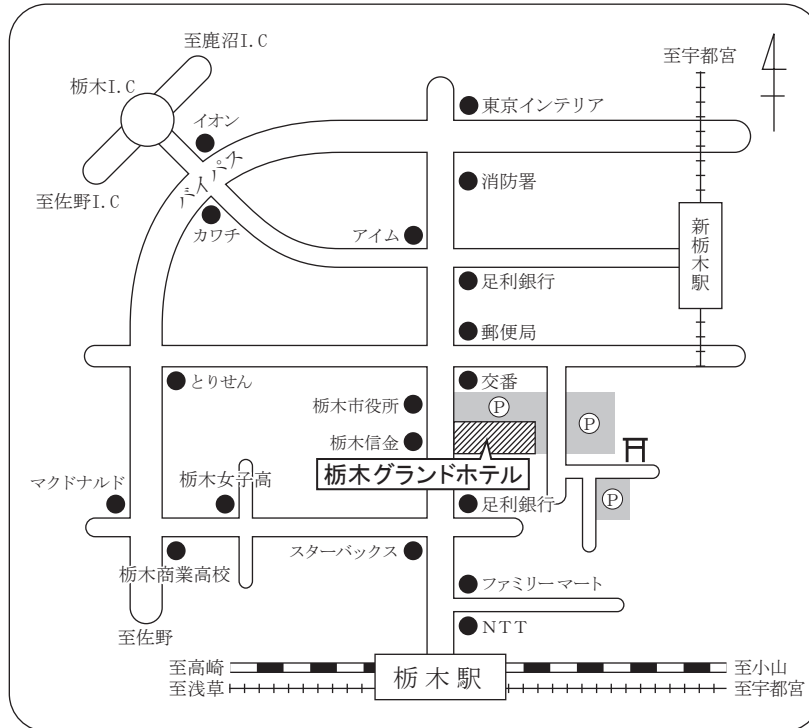 至鹿沼I.C
至宇都宮
栃木I.C
イオン
東京インテリア
バイパス
消防署
至佐野I.C
カワチ
アイム
新栃木駅
足利銀行
郵便局
とりせん
交番
栃木市役所
P
P
栃木信金
栃木グランドホテル
マクドナルド
栃木女子高
足利銀行
P
スターバックス
栃木商業高校
ファミリーマート
NTT
至佐野
至高崎
栃木駅
至小山
至浅草
至宇都宮